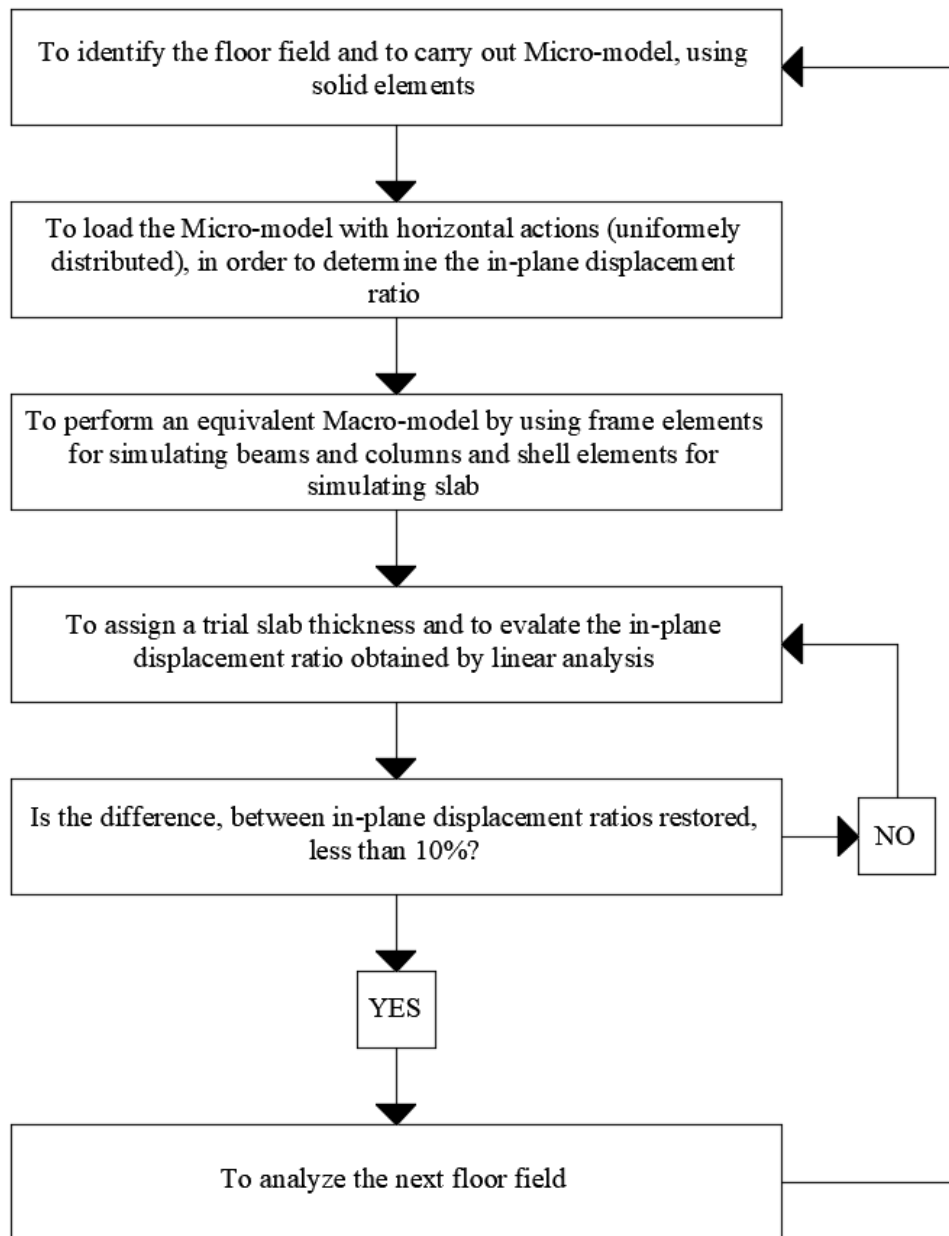 To identify the floor field and to carry out Micro-model, using
solid elements
To load the Micro-model with horizontal actions (uniformely
distributed), in order to determine the in-plane displacement
ratio
To perform an equivalent Macro-model by using frame elements
for simulating beams and columns and shell elements for
simulating slab
To assign a trial slab thickness and to evalate the in-plane
displacement ratio obtained by linear analysis
Is the difference, between in-plane displacement ratios restored,
less than 10%?
NO
YES
To analyze the next floor field